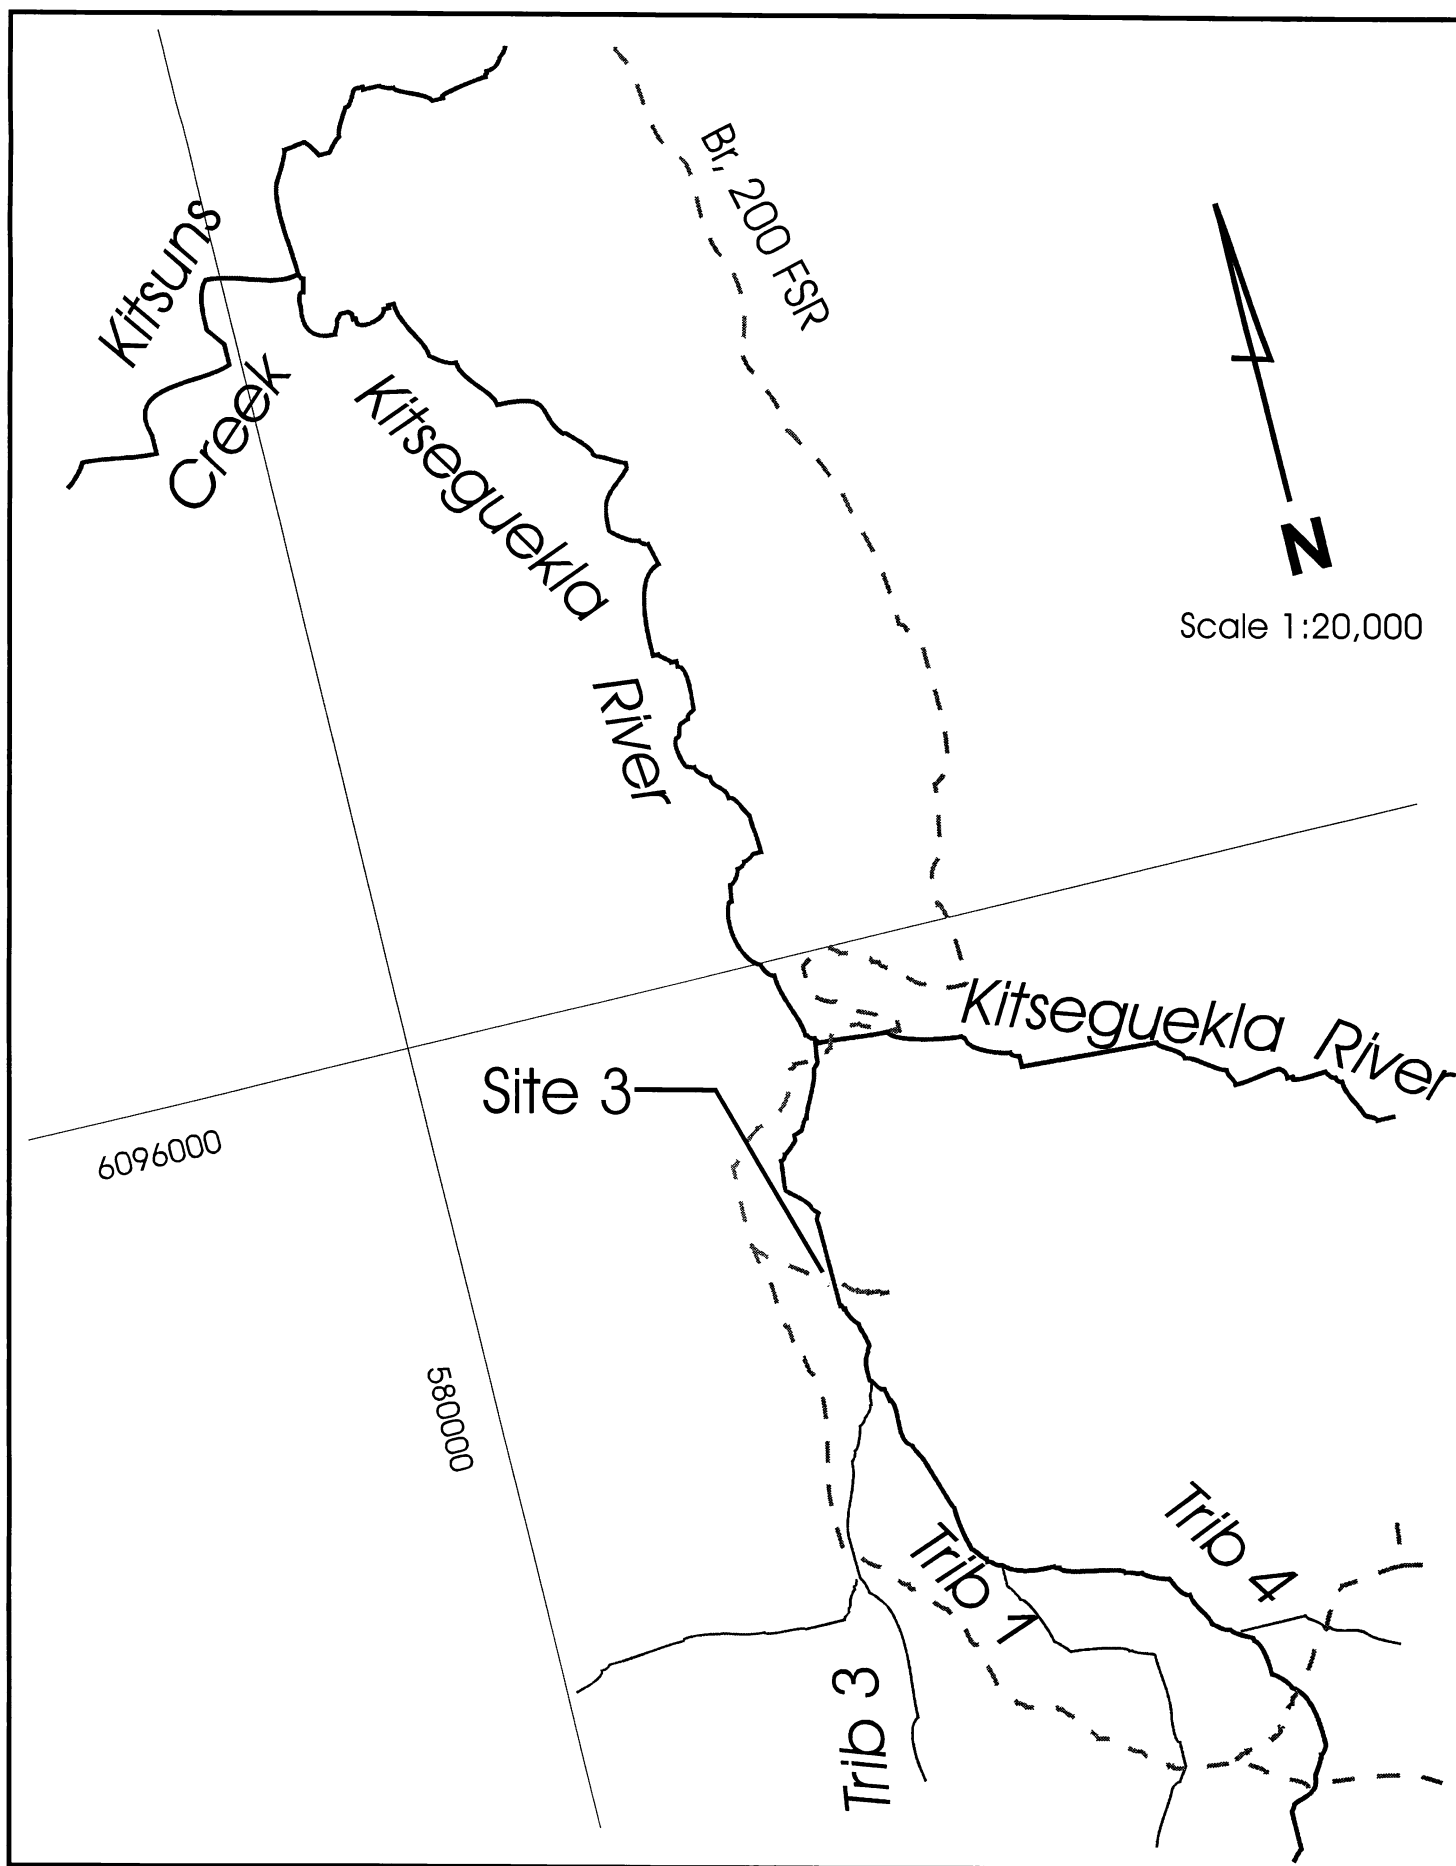 Br, 200 FSR
Kitsuns
Creek
Kitseguekla
River
N
Scale 1:20,000
Kitseguekla River
Site 3
6096000
580000
Trib 4
Trib 1
Trib 3